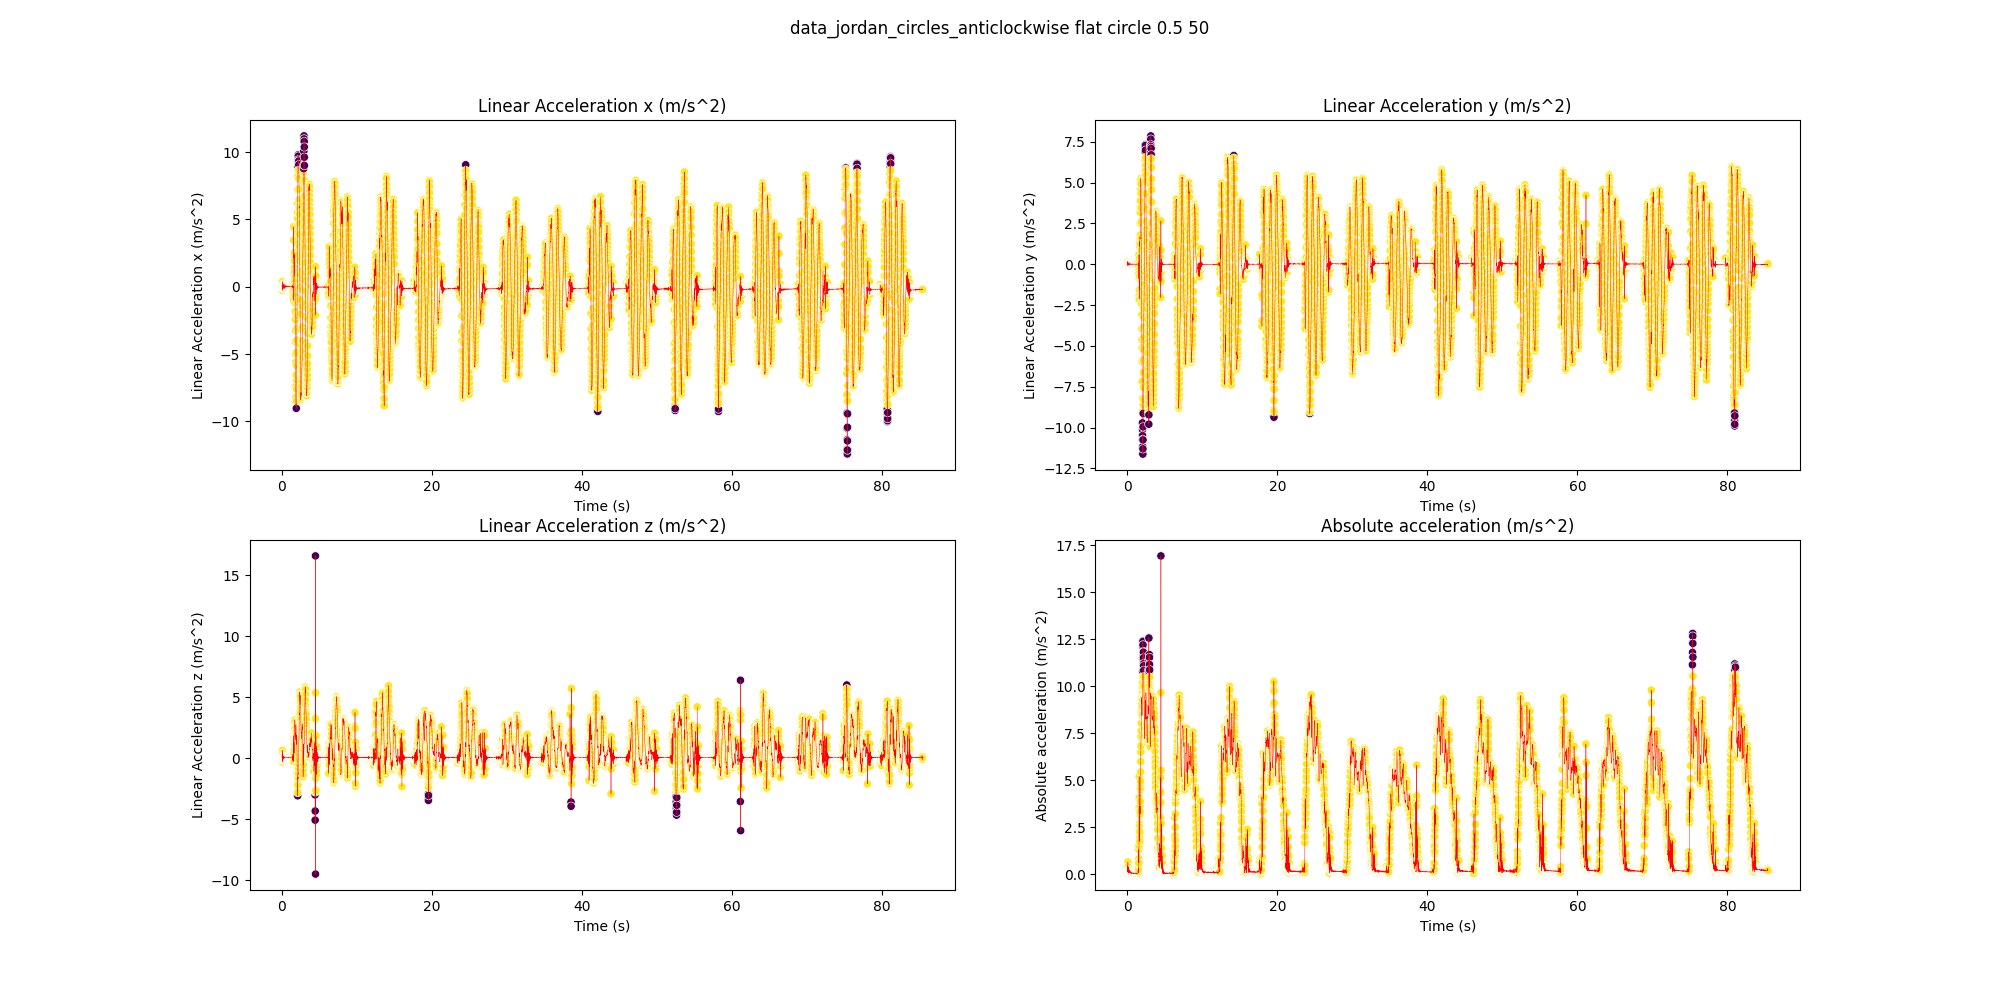 data_jordan_circles_anticlockwise flat circle 0.5 50
Linear Acceleration x (m/s^2)
Linear Acceleration x (m/s^2)
10
5
0
−5
−10
0 20 40 60 80
Time (s)
Linear Acceleration y (m/s^2)
Linear Acceleration y (m/s^2)
7.5
5.0
2.5
0.0
−2.5
−5.0
−7.5
−10.0
−12.5
0 20 40 60 80
Time (s)
Linear Acceleration z (m/s^2)
Linear Acceleration z (m/s^2)
15
10
5
0
−5
−10
0 20 40 60 80
Time (s)
Absolute acceleration (m/s^2)
Absolute acceleration (m/s^2)
17.5
15.0
12.5
10.0
7.5
5.0
2.5
0.0
0 20 40 60 80
Time (s)